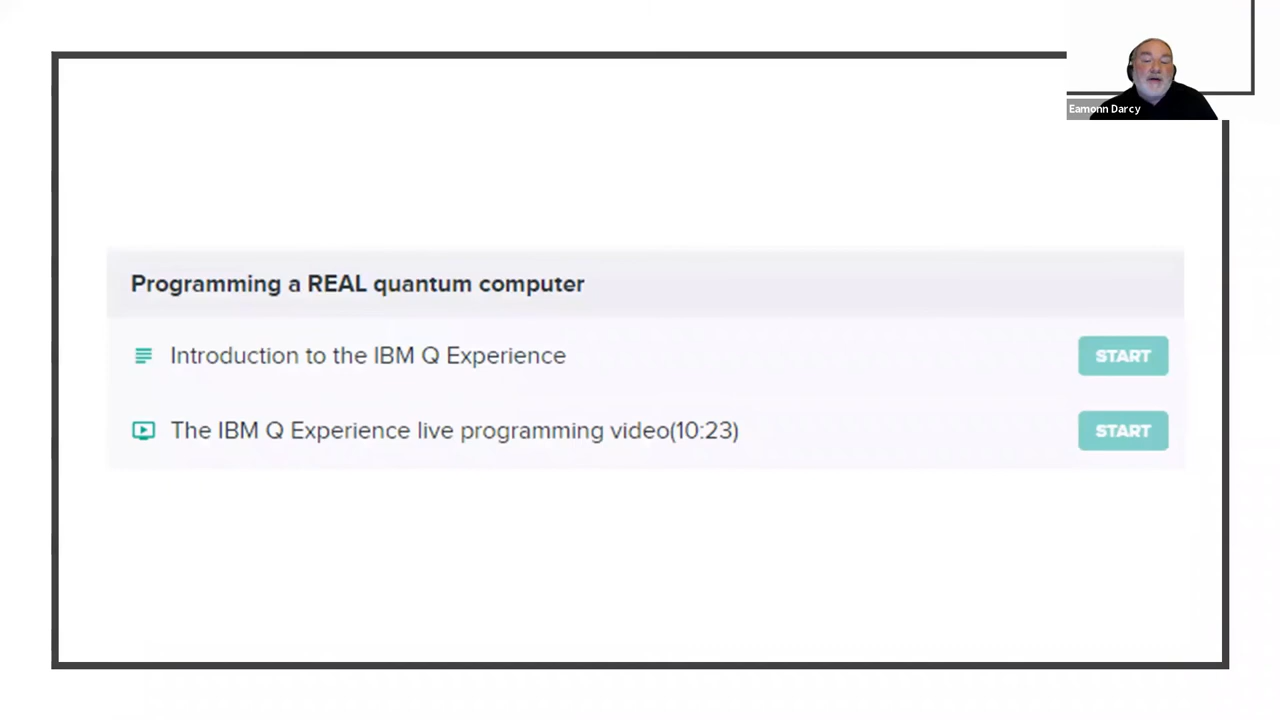 Eamonn Darcy
Programming a REAL quantum computer
Introduction to the IBM Q Experience START
The IBM Q Experience live programming video(10:23) START